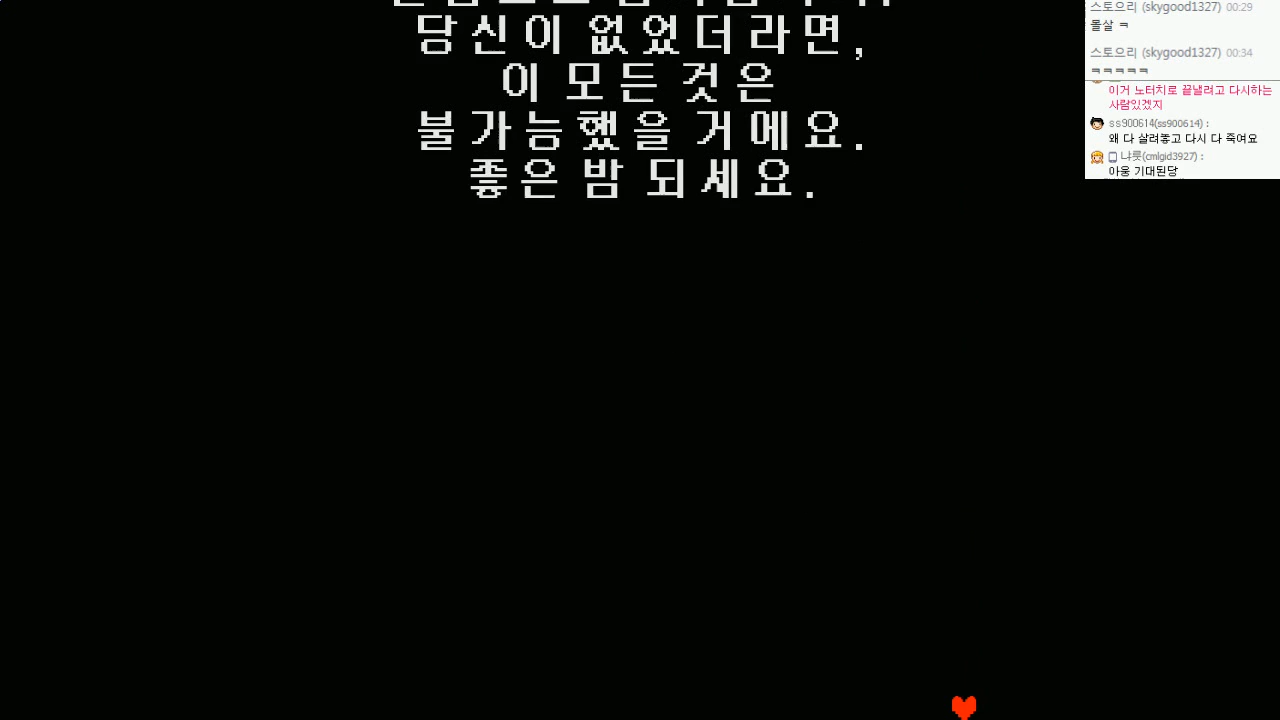 당신이 없었더라면,
이 모든 것은
불가능했을 거에요.
좋은 밤 되세요.
스토으리 (skygood1327) 00:29
몰살 ㅋ
스토으리 (skygood1327) 00:34
ㅋㅋㅋㅋㅋ
이거 노터치로 끝낼려고 다시하는
사람있겠지
ss900614(ss900614) :
왜 다 살려놓고 다시 다 죽여요
냐룻(cmlgid3927) :
아웅 기대된당